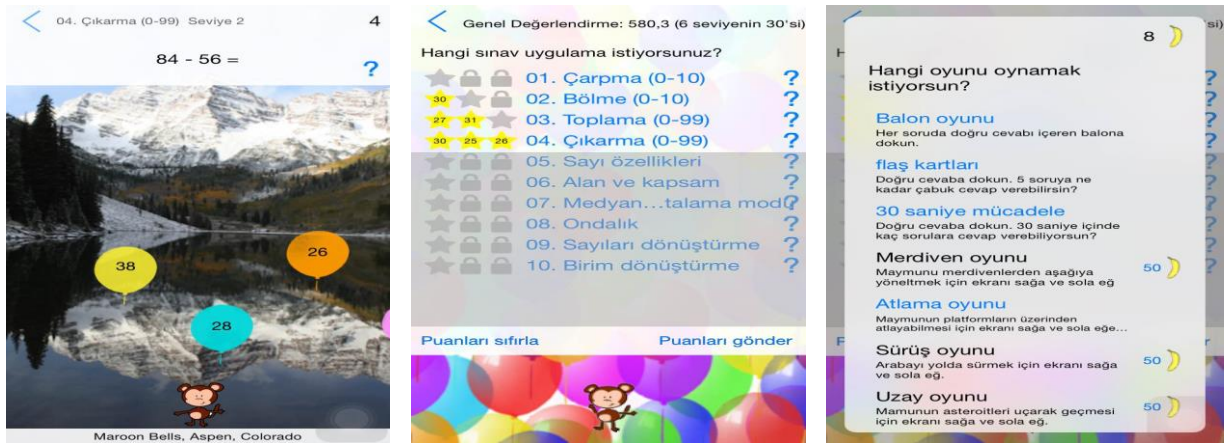 04. Çıkarma (0-99) Seviye 2
4
84 - 56 =
?
38
26
28
Maroon Bells, Aspen, Colorado
Genel Değerlendirme: 580,3 (6 seviyenin 30'si)
Hangi sınav uygulama istiyorsunuz?
01. Çarpma (0-10) ?
30 02. Bölme (0-10) ?
27 31 03. Toplama (0-99) ?
30 25 26 04. Çıkarma (0-99) ?
05. Sayı özellikleri ?
06. Alan ve kapsam ?
07. Medyan...talama modü ?
08. Ondalık ?
09. Sayıları dönüştürme ?
10. Birim dönüştürme ?
Puanları sıfırla
Puanları gönder
si)
8
Hangi oyunu oynamak
istiyorsun?
Balon oyunu
Her soruda doğru cevabı içeren balona
dokun.
flaş kartları
Doğru cevaba dokun. 5 soruya ne
kadar çabuk cevap verebilirsin?
30 saniye mücadele
Doğru cevaba dokun. 30 saniye içinde
kaç sorulara cevap verebiliyorsun?
Merdiven oyunu
Maymunu merdivenlerden aşağıya
yöneltmek için ekranı sağa ve sola eğ
50
Atlama oyunu
Maymunun platformların üzerinden
atlayabilmesi için ekranı sağa ve sola eğe...
Sürüş oyunu
Arabayı yolda sürmek için ekranı sağa
ve sola eğ.
50
Uzay oyunu
Mamunun asteroitleri uçarak geçmesi
için ekranı sağa ve sola eğ.
50